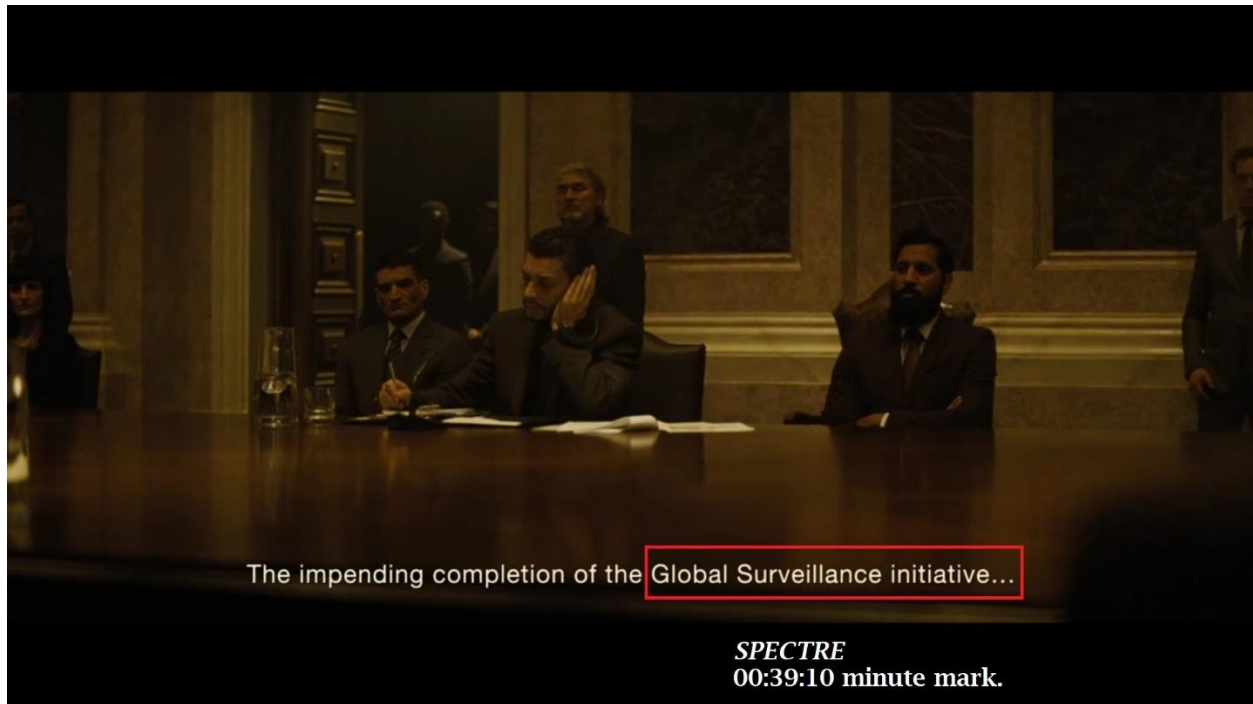 The impending completion of the Global Surveillance initiative...
SPECTRE
00:39:10 minute mark.